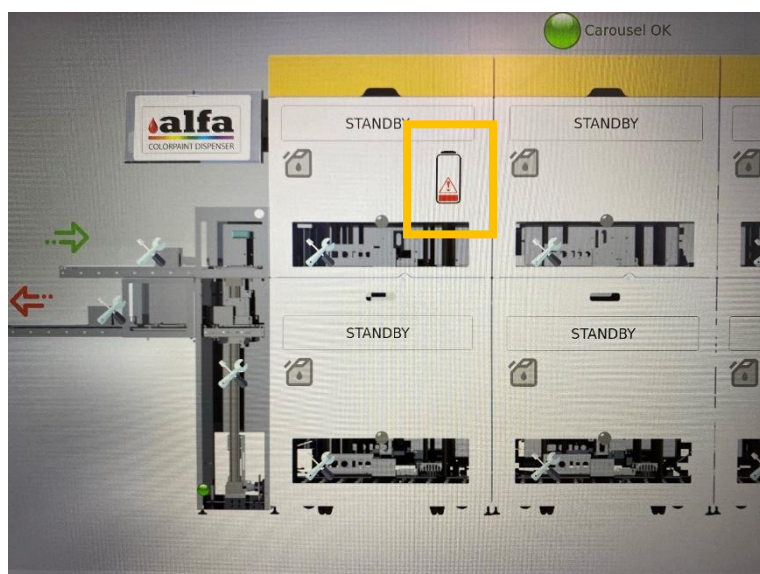 Carousel OK
alfa
COLORPAINT DISPENSER
STANDBY
STANDBY
STANDBY
STANDBY